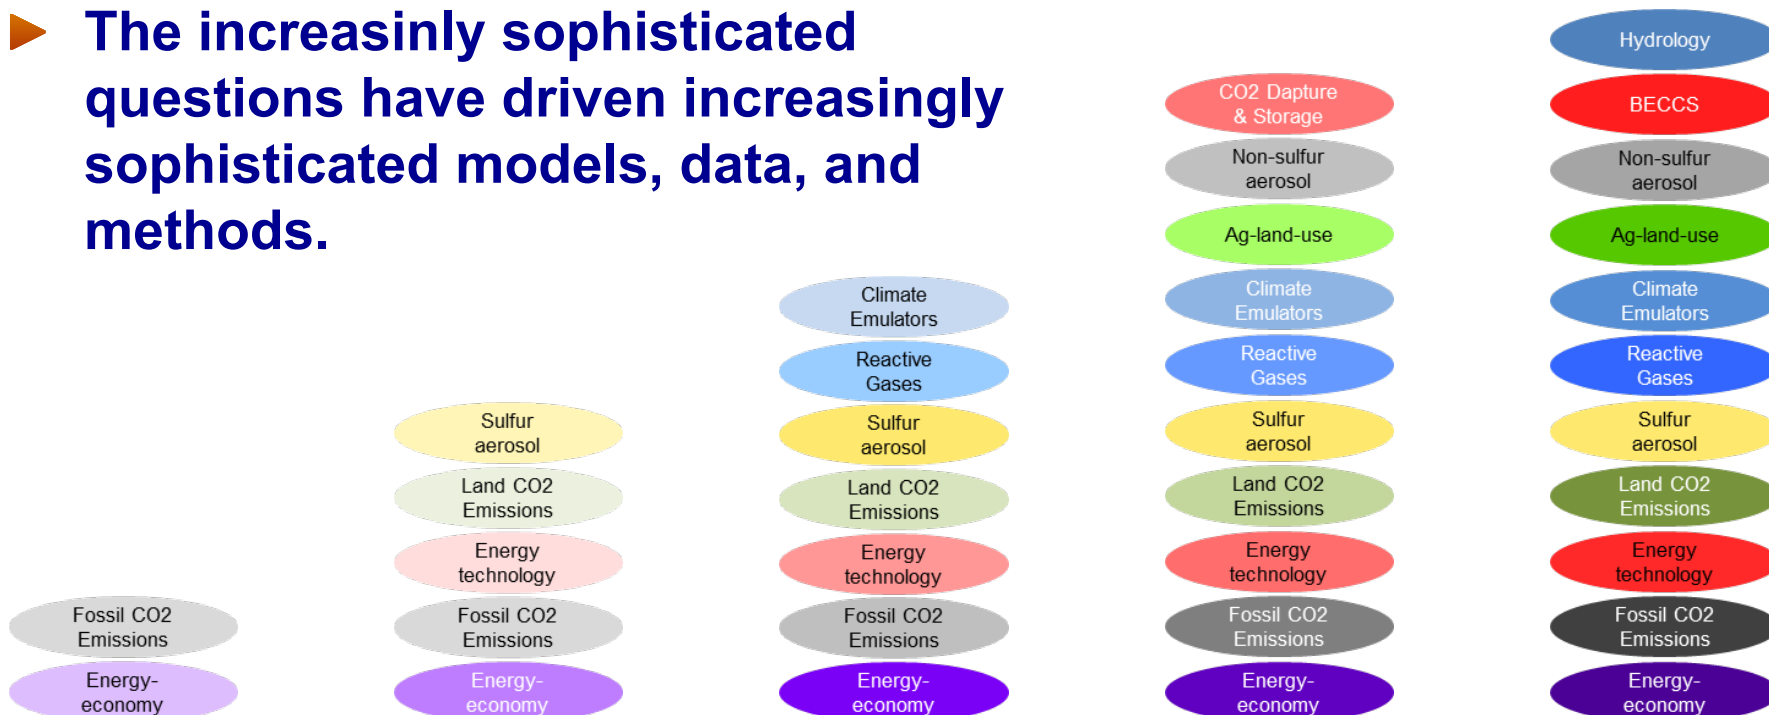 The increasinly sophisticated
questions have driven increasingly
sophisticated models, data, and
methods.
Fossil CO2
Emissions
Energy-
economy
Sulfur
aerosol
Land CO2
Emissions
Energy
technology
Fossil CO2
Emissions
Energy-
economy
Climate
Emulators
Reactive
Gases
Sulfur
aerosol
Land CO2
Emissions
Energy
technology
Fossil CO2
Emissions
Energy-
economy
CO2 Dapture
& Storage
Non-sulfur
aerosol
Ag-land-use
Climate
Emulators
Reactive
Gases
Sulfur
aerosol
Land CO2
Emissions
Energy
technology
Fossil CO2
Emissions
Energy-
economy
Hydrology
BECCS
Non-sulfur
aerosol
Ag-land-use
Climate
Emulators
Reactive
Gases
Sulfur
aerosol
Land CO2
Emissions
Energy
technology
Fossil CO2
Emissions
Energy-
economy